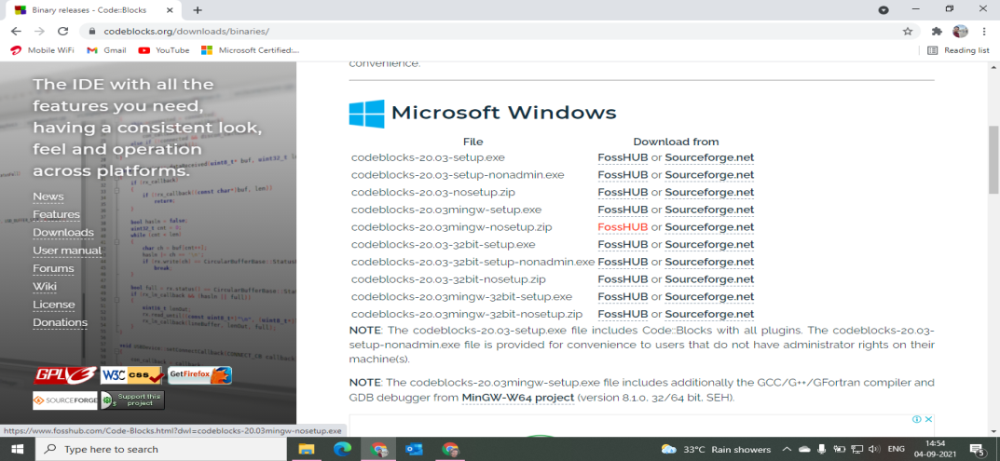 Binary releases - Code::Blocks
codeblocks.org/downloads/binaries/
Mobile WiFi Gmail YouTube Microsoft Certified:... Reading list
The IDE with all the
features you need,
having a consistent look,
feel and operation
across platforms.
News
Features
Downloads
User manual
Forums
Wiki
License
Donations
GPL v3 W3C css GetFirefox
SOURCEFORGE Support this project
convenience.
Microsoft Windows
File Download from
codeblocks-20.03-setup.exe FossHUB or Sourceforge.net
codeblocks-20.03-setup-nonadmin.exe FossHUB or Sourceforge.net
codeblocks-20.03-nosetup.zip FossHUB or Sourceforge.net
codeblocks-20.03mingw-setup.exe FossHUB or Sourceforge.net
codeblocks-20.03mingw-nosetup.zip FossHUB or Sourceforge.net
codeblocks-20.03-32bit-setup.exe FossHUB or Sourceforge.net
codeblocks-20.03-32bit-setup-nonadmin.exe FossHUB or Sourceforge.net
codeblocks-20.03-32bit-nosetup.zip FossHUB or Sourceforge.net
codeblocks-20.03mingw-32bit-setup.exe FossHUB or Sourceforge.net
codeblocks-20.03mingw-32bit-nosetup.zip FossHUB or Sourceforge.net
NOTE: The codeblocks-20.03-setup.exe file includes Code::Blocks with all plugins. The codeblocks-20.03-
setup-nonadmin.exe file is provided for convenience to users that do not have administrator rights on their
machine(s).
NOTE: The codeblocks-20.03mingw-setup.exe file includes additionally the GCC/G++/GFortran compiler and
GDB debugger from MinGW-W64 project (version 8.1.0, 32/64 bit, SEH).
https://www.fosshub.com/Code-Blocks.html?dwl=codeblocks-20.03mingw-nosetup.exe
Type here to search
33°C Rain showers ENG 14:54
04-09-2021
5